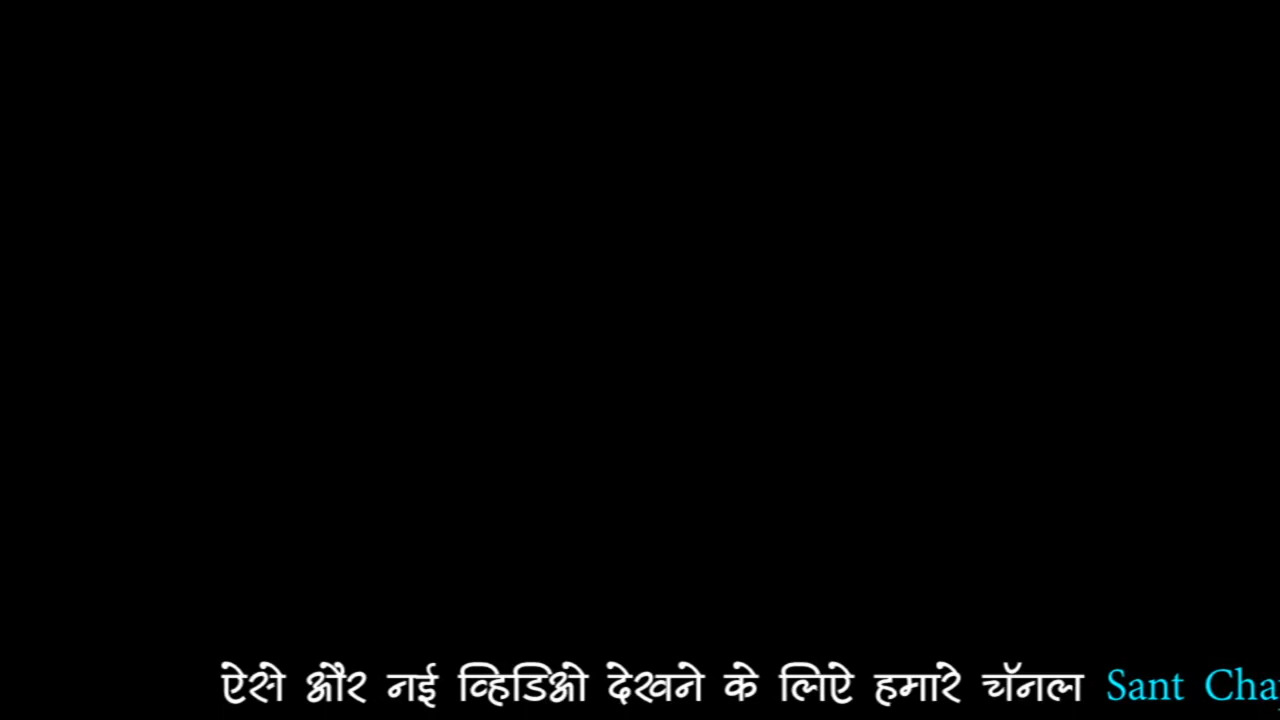 ऐसे और नई व्हिडिओ देखने के लिऐ हमारे चॅनल Sant